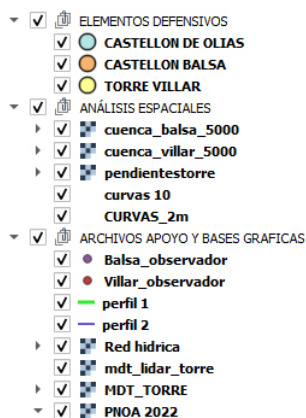 ELEMENTOS DEFENSIVOS
CASTELLON DE OLIAS
CASTELLON BALSA
TORRE VILLAR
ANÁLISIS ESPACIALES
cuenca_balsa_5000
cuenca_villar_5000
pendientestorre
curvas 10
CURVAS_2m
ARCHIVOS APOYO Y BASES GRAFICAS
Balsa_observador
Villar_observador
perfil 1
perfil 2
Red hidrica
mdt_lidar_torre
MDT_TORRE
PNOA 2022